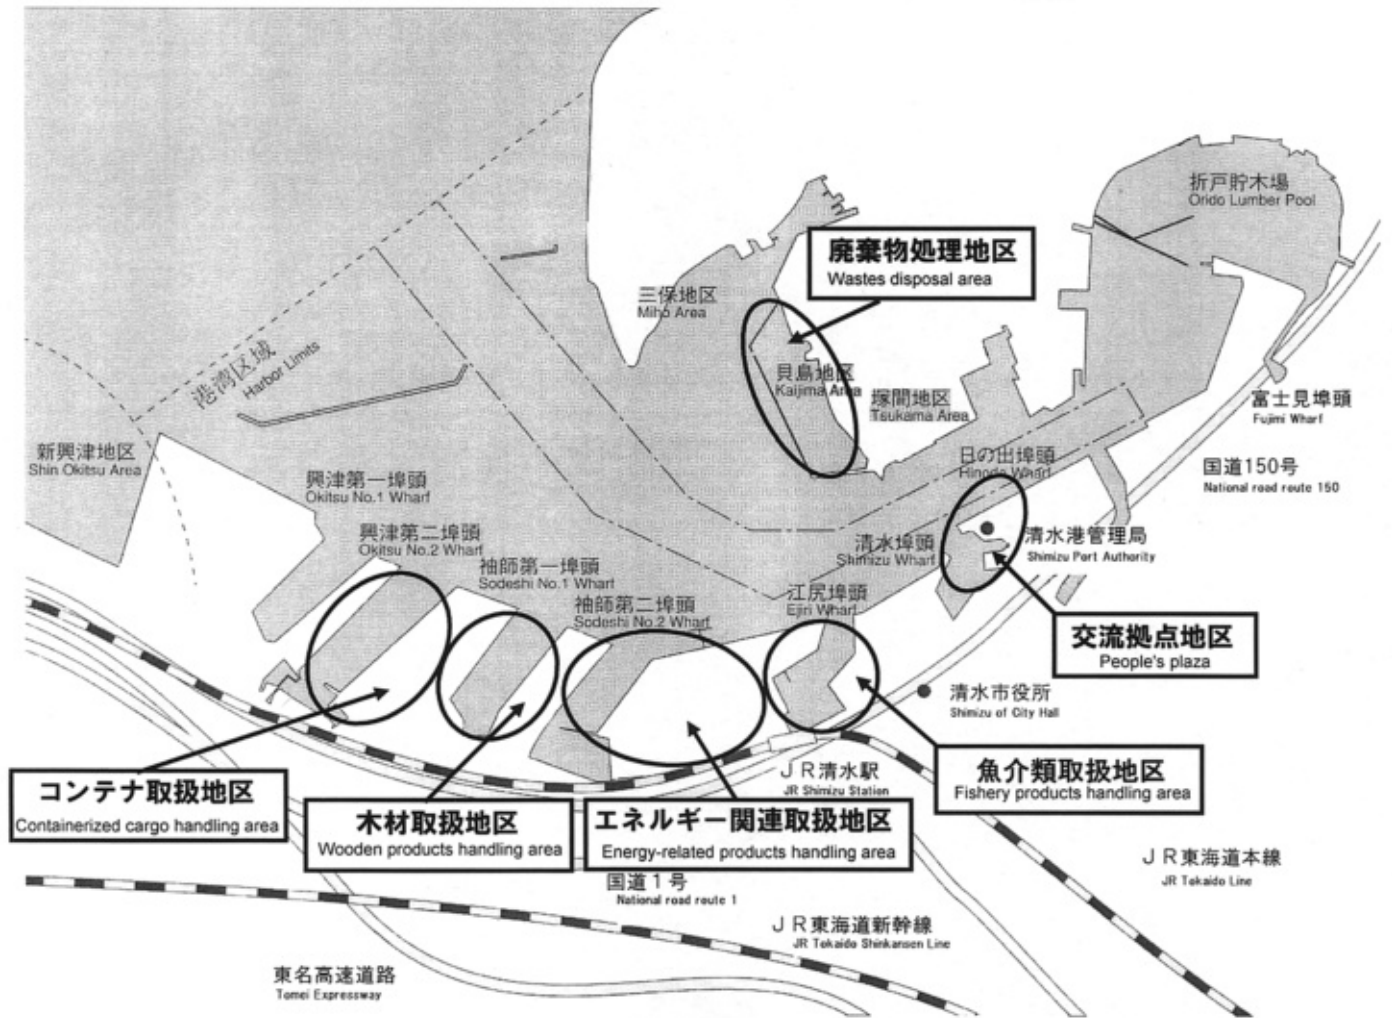 折戸貯木場
Orido Lumber Pool
廃棄物処理地区
Wastes disposal area
三保地区
Miho Area
港湾区域
Harbor Limits
貝島地区
Kaijima Area
塚間地区
Tsukama Area
富士見埠頭
Fujimi Wharf
新興津地区
Shin Okitsu Area
日の出埠頭
Hinode Wharf
国道150号
National road route 150
興津第一埠頭
Okitsu No.1 Wharf
興津第二埠頭
Okitsu No.2 Wharf
清水埠頭
Shimizu Wharf
清水港管理局
Shimizu Port Authority
袖師第一埠頭
Sodeshi No.1 Wharf
袖師第二埠頭
Sodeshi No.2 Wharf
江尻埠頭
Ejiri Wharf
交流拠点地区
People's plaza
清水市役所
Shimizu of City Hall
JR清水駅
JR Shimizu Station
魚介類取扱地区
Fishery products handling area
コンテナ取扱地区
Containerized cargo handling area
木材取扱地区
Wooden products handling area
エネルギー関連取扱地区
Energy-related products handling area
国道1号
National road route 1
JR東海道本線
JR Tokaido Line
JR東海道新幹線
JR Tokaido Shinkansen Line
東名高速道路
Tomei Expressway